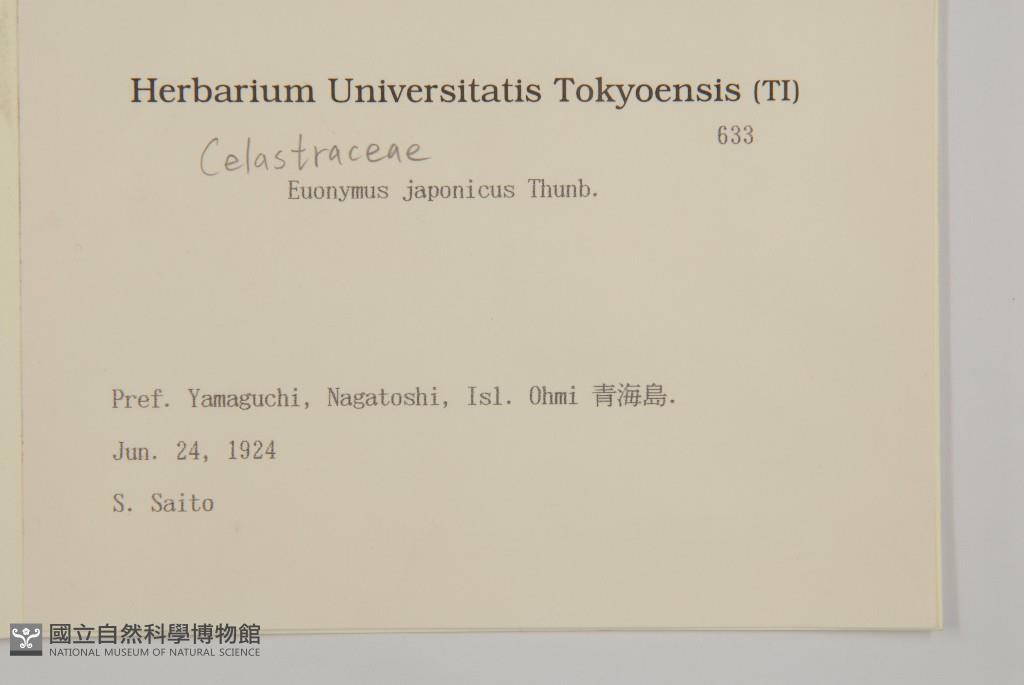 Herbarium Universitatis Tokyoensis (TI)
633
Celastraceae
Euonymus japonicus Thunb.
Pref. Yamaguchi, Nagatoshi, Isl. Ohmi 青海島.
Jun. 24, 1924
S. Saito
國立自然科學博物館
NATIONAL MUSEUM OF NATURAL SCIENCE